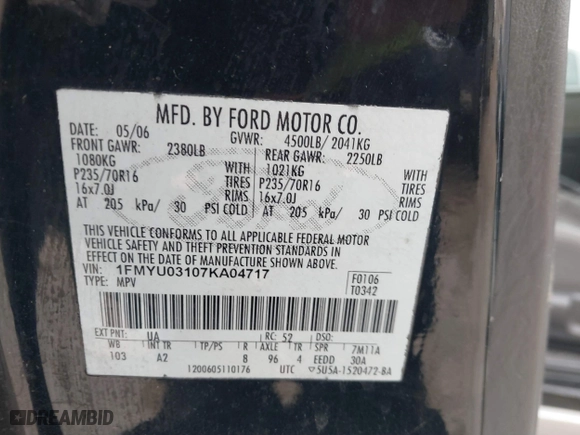 MFD. BY FORD MOTOR CO.
DATE: 05/06 GVWR: 4500LB/ 2041KG
FRONT GAWR: 2380LB REAR GAWR: 2250LB
1080KG WITH 1021KG WITH
P235/70R16 TIRES P235/70R16 TIRES
16x7.0J RIMS 16x7.0J RIMS
AT 205 kPa/ 30 PSI COLD AT 205 kPa/ 30 PSI COLD
THIS VEHICLE CONFORMS TO ALL APPLICABLE FEDERAL MOTOR
VEHICLE SAFETY AND THEFT PREVENTION STANDARDS IN
EFFECT ON THE DATE OF MANUFACTURE SHOWN ABOVE.
VIN: 1FMYU03107KA04717 F0106
TYPE: MPV T0342
EXT PNT: UA RC: 52 DSO:
WB INT TR TP/PS R AXLE TR SPR 7M11A
103 A2 8 96 4 EEDD 30A
1200605110176 UTC 5U5A-1520472-BA
DREAMBID